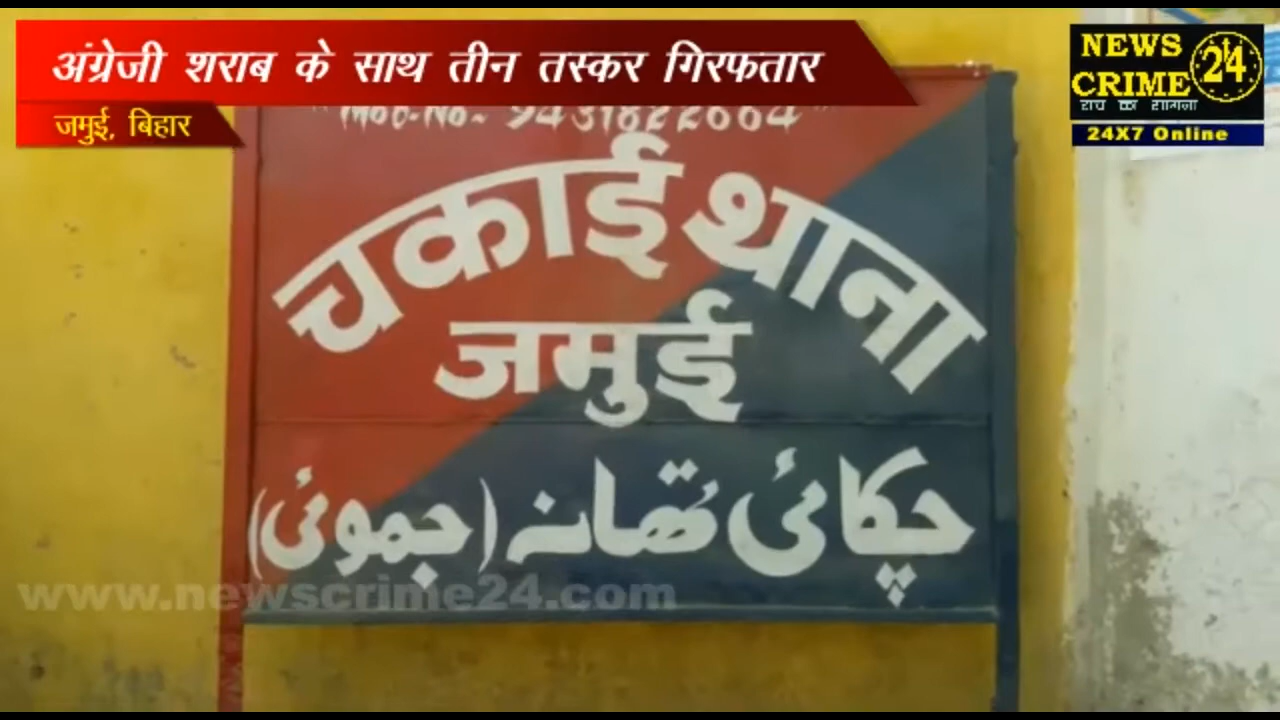 अंग्रेजी शराब के साथ तीन तस्कर गिरफतार
जमुई, बिहार
NEWS
CRIME 24
24X7 Online
"Mob-No- 9431822664"
चकाई थाना
जमुई
چکائی تھانہ (جموئی)
www.newscrime24.com